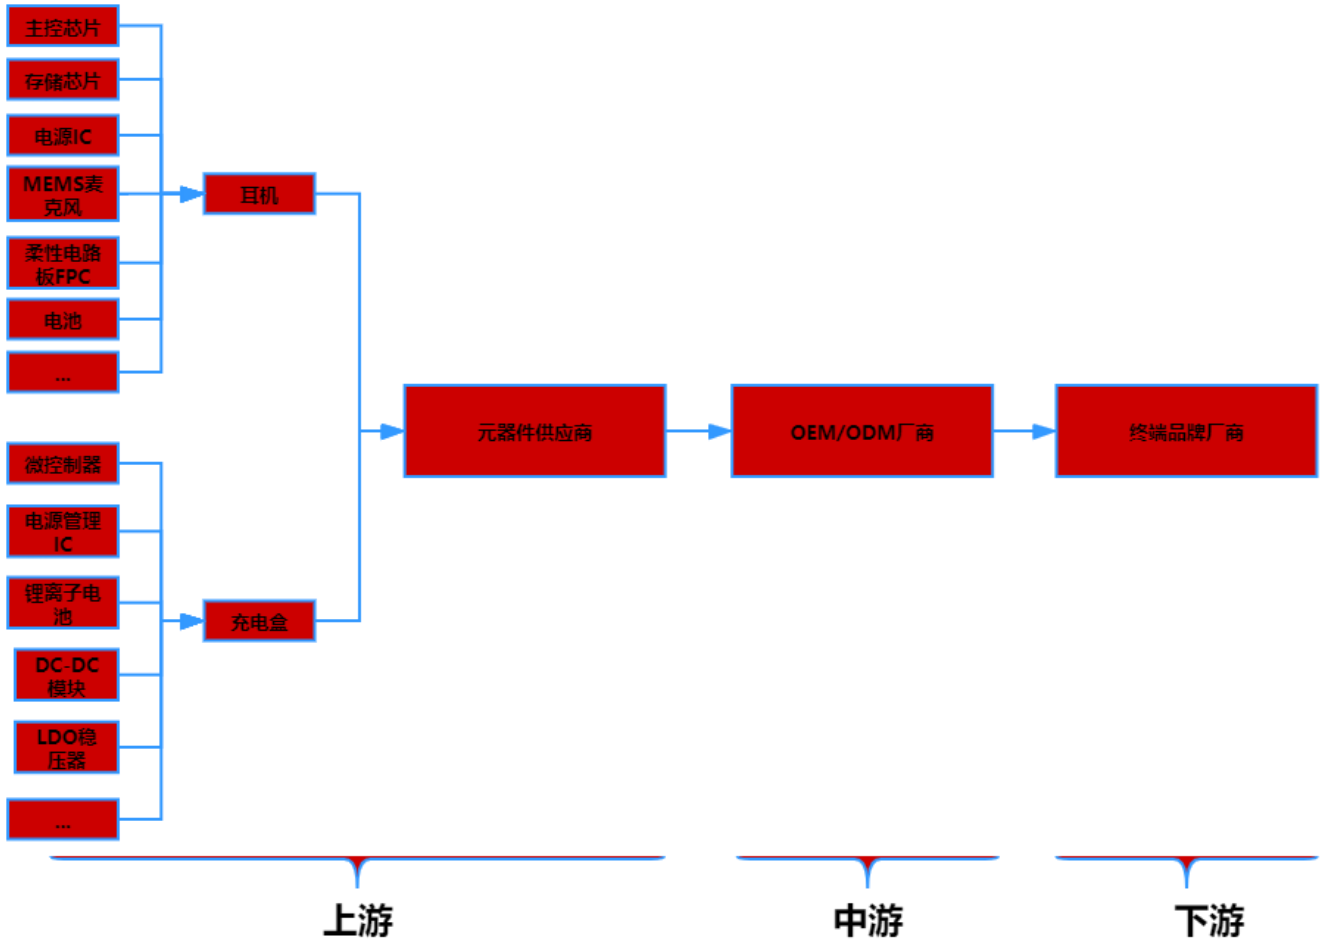 主控芯片
存储芯片
电源IC
MEMS麦
克风
柔性电路
板FPC
电池
...
耳机
微控制器
电源管理
IC
锂离子电
池
DC-DC
模块
LDO稳
压器
...
充电盒
元器件供应商
OEM/ODM厂商
终端品牌厂商
上游
中游
下游